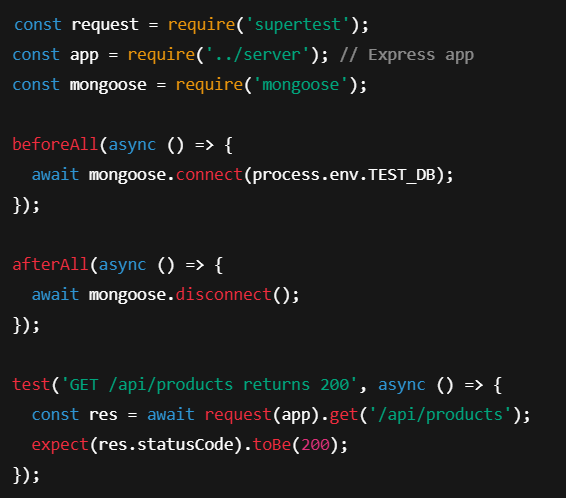 const request = require('supertest');
const app = require('../server'); // Express app
const mongoose = require('mongoose');

beforeAll(async () => {
  await mongoose.connect(process.env.TEST_DB);
});

afterAll(async () => {
  await mongoose.disconnect();
});

test('GET /api/products returns 200', async () => {
  const res = await request(app).get('/api/products');
  expect(res.statusCode).toBe(200);
});